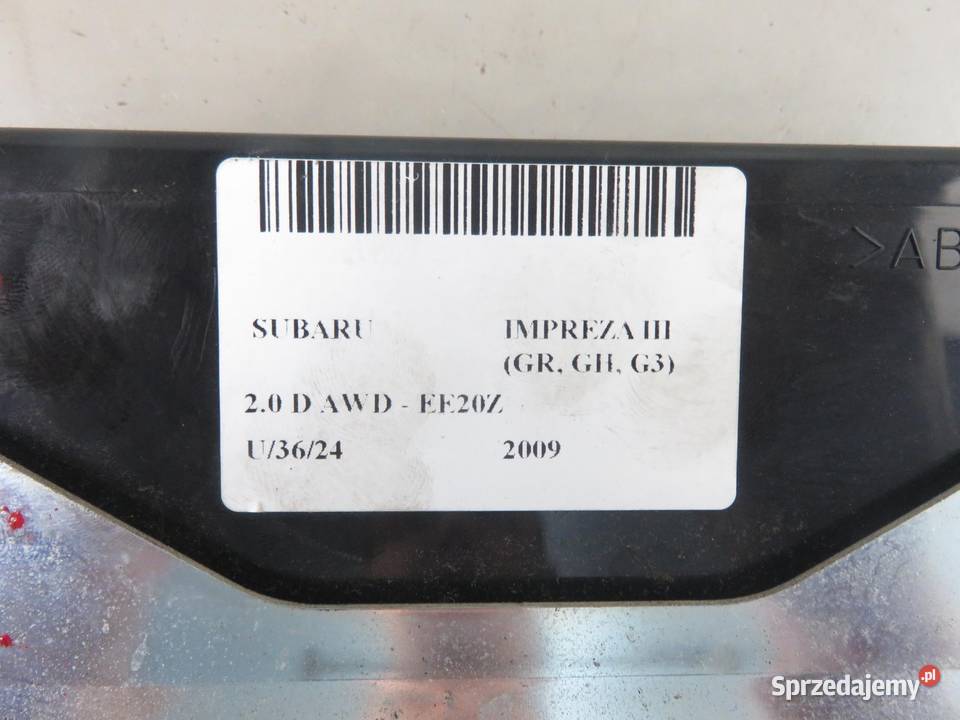 >AB
SUBARU IMPREZA III
(GR, GH, G3)
2.0 D AWD - EE20Z
U/36/24 2009
Sprzedajemy.pl